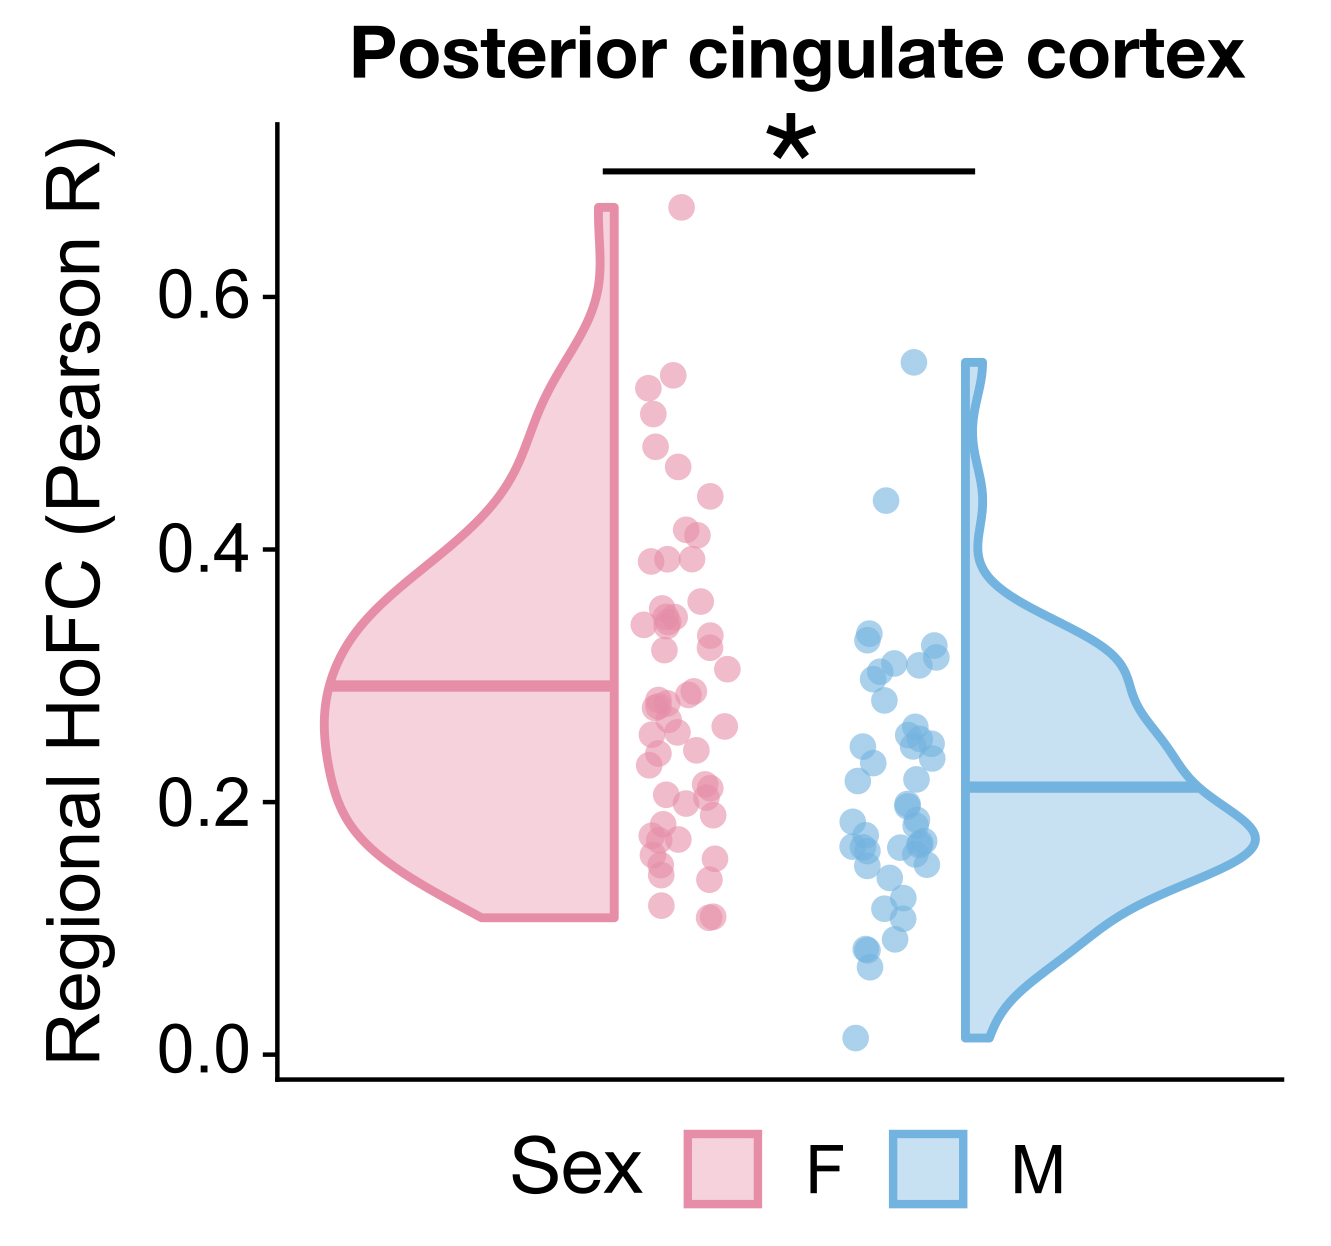 Posterior cingulate cortex
*
Regional HoFC (Pearson R)
0.6
0.4
0.2
0.0
Sex F M